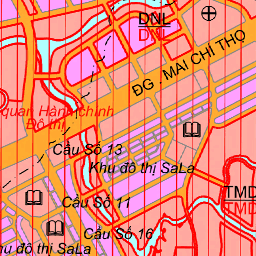 DNL
DNL
ĐG . MAI CHÍ THỌ
quan Hành chính
Đô thị
Cầu Số 13
Khu đô thị SaLa
TMD
TMD
Cầu Số 11
Cầu Số 16
hu đô thị SaLa